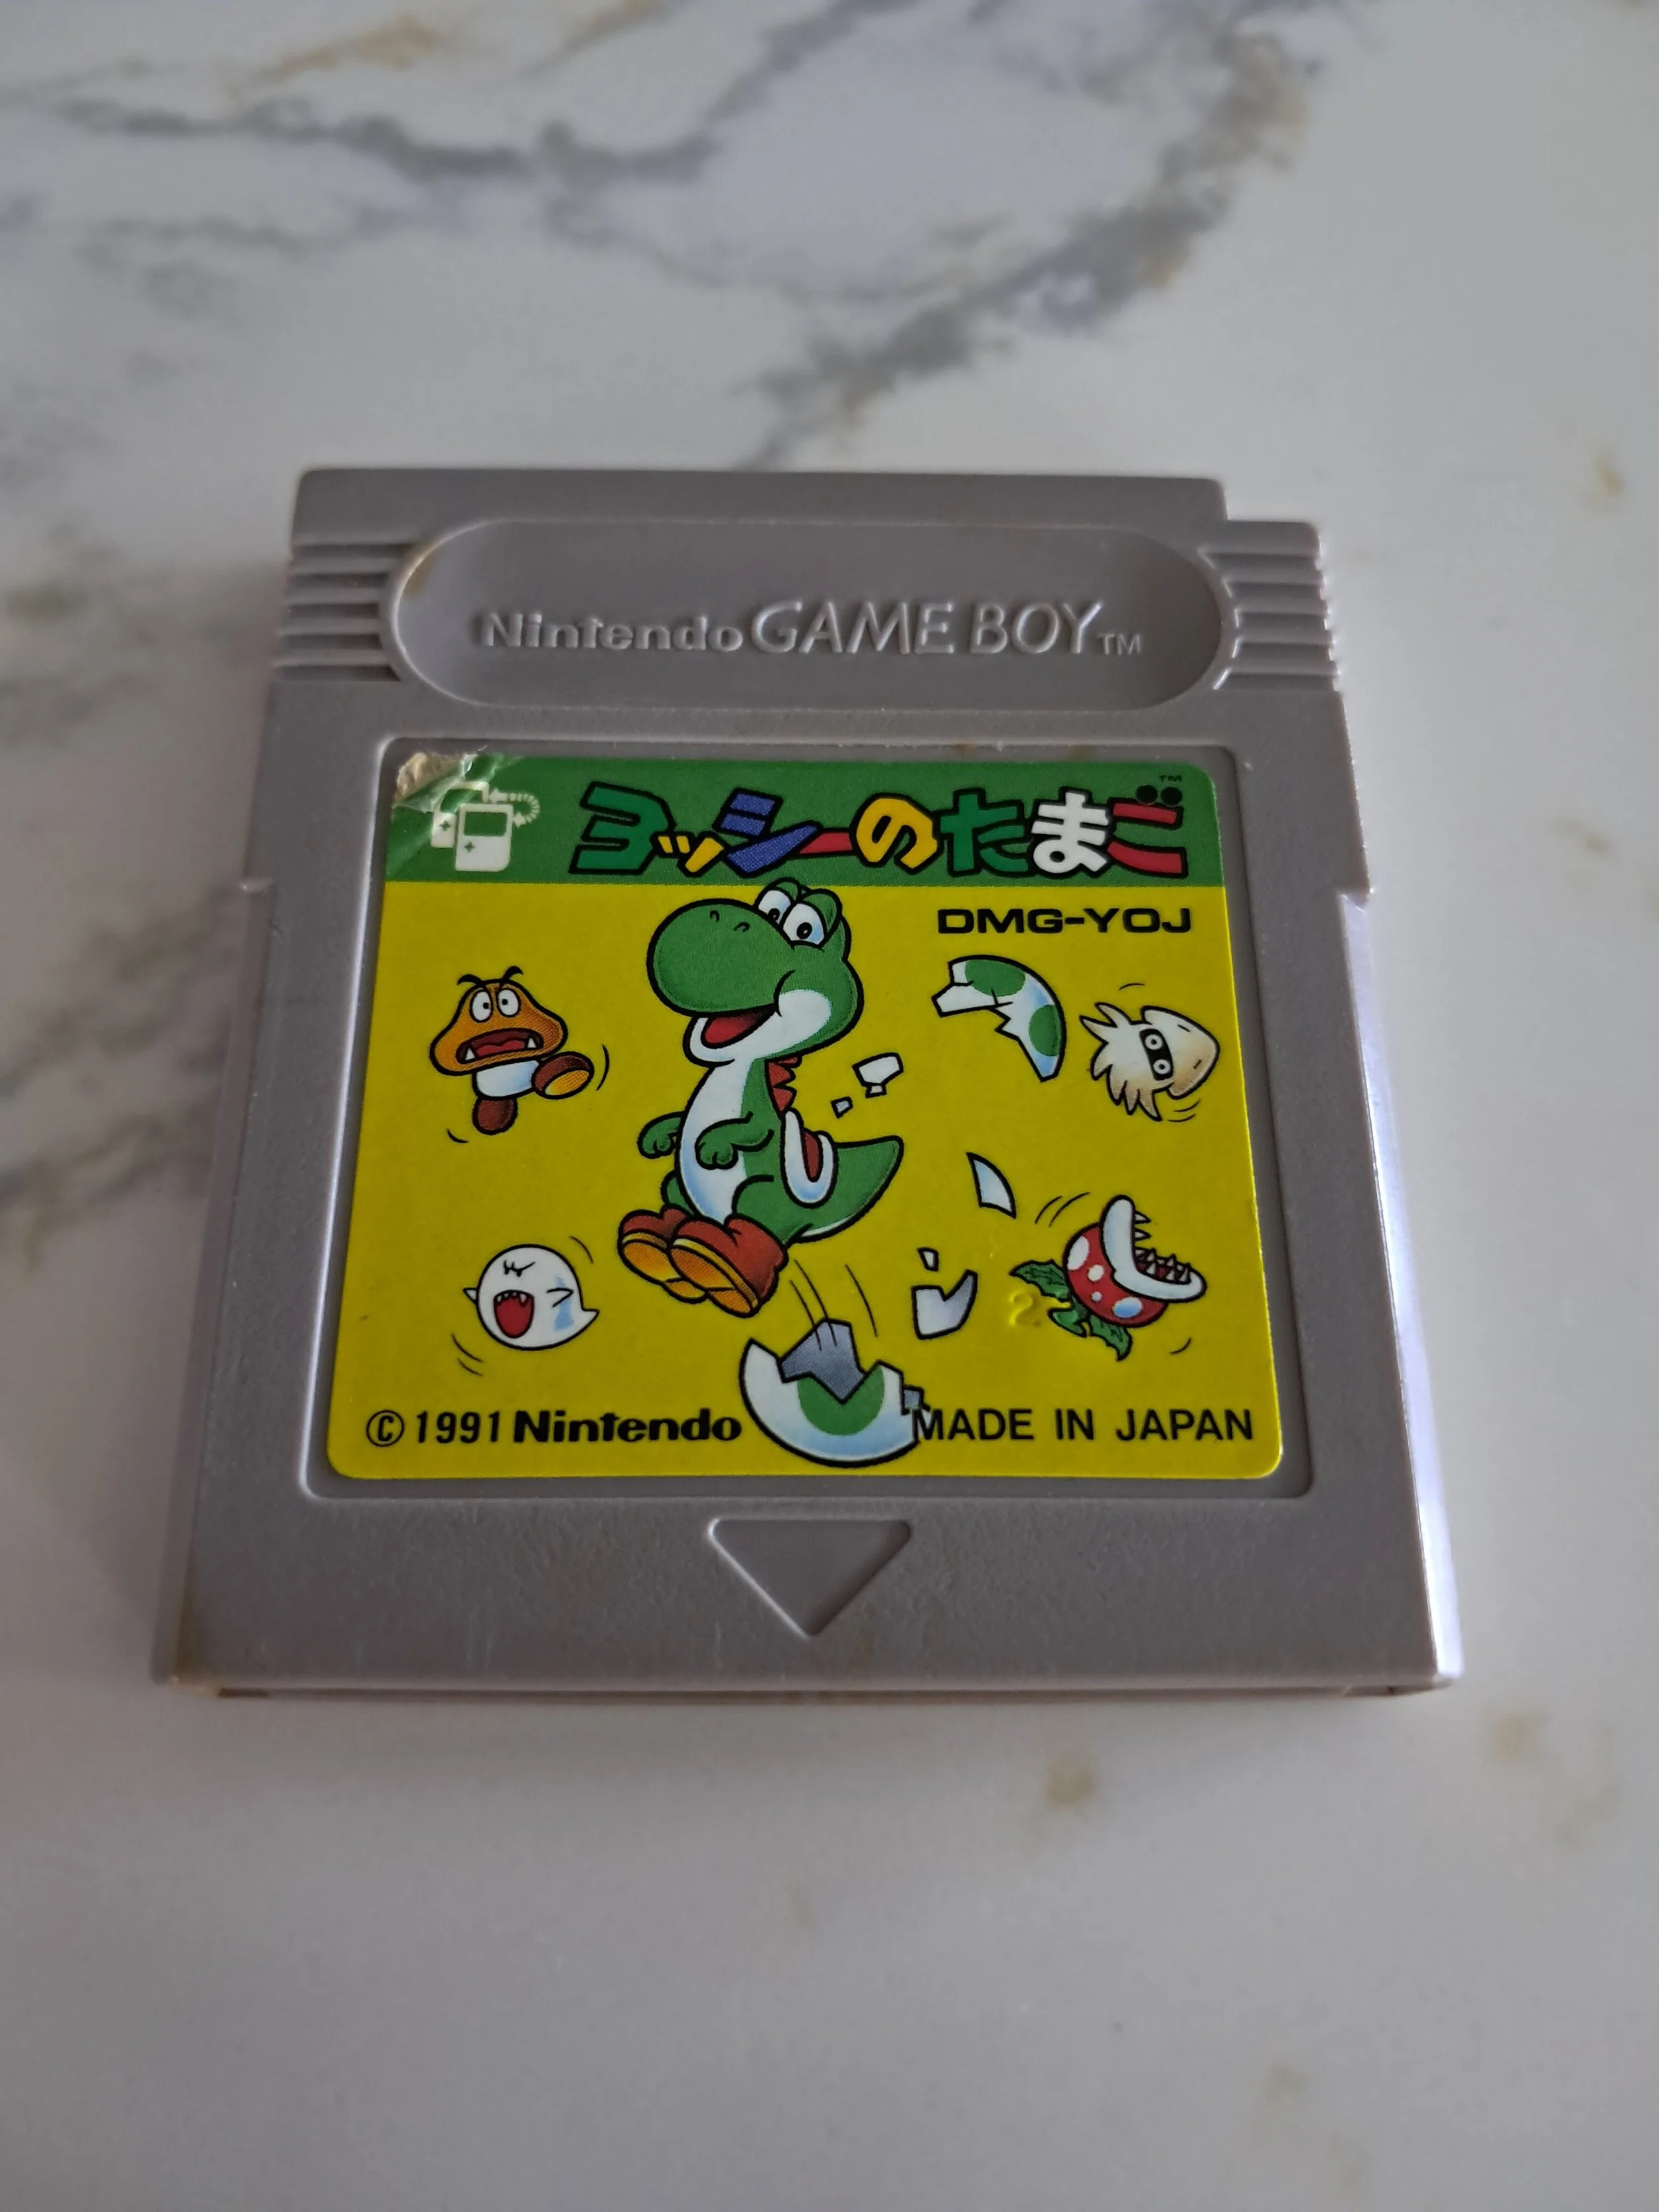 Nintendo GAME BOY TM
ヨッシーのたまご TM
DMG-YOJ
2
© 1991 Nintendo MADE IN JAPAN